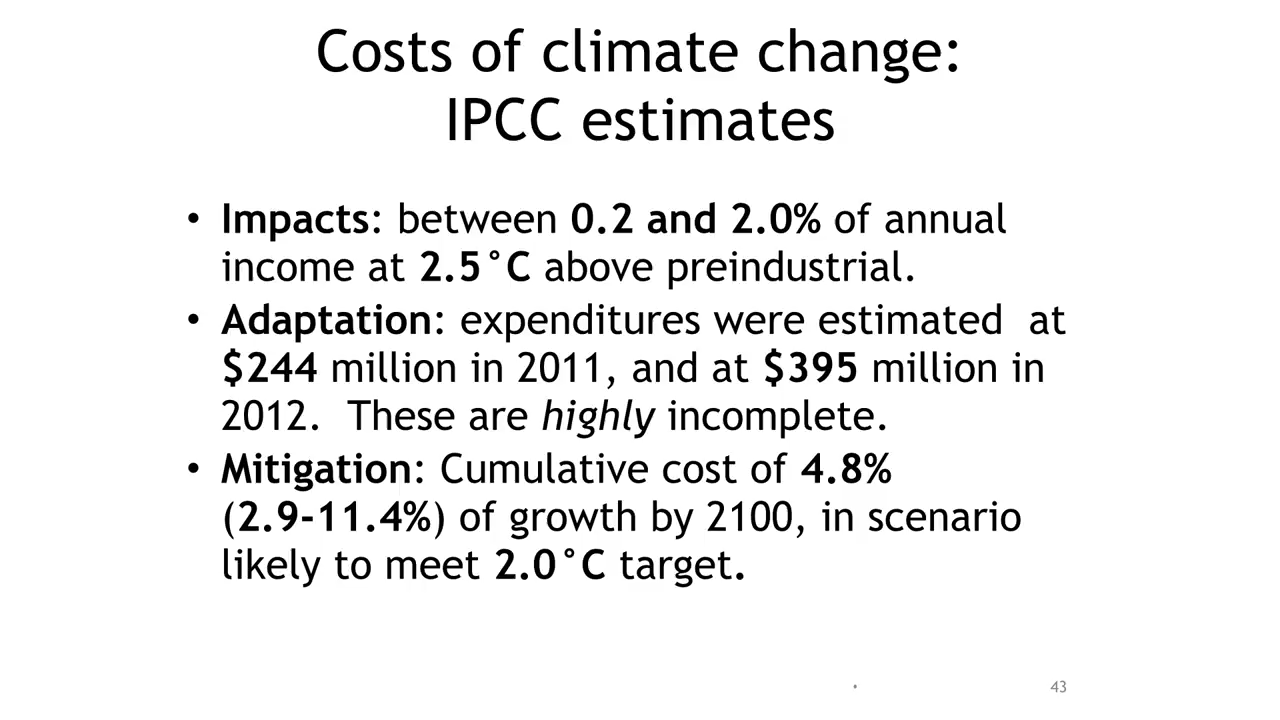 Costs of climate change:
IPCC estimates
• Impacts: between 0.2 and 2.0% of annual
income at 2.5°C above preindustrial.
• Adaptation: expenditures were estimated  at
$244 million in 2011, and at $395 million in
2012.  These are highly incomplete.
• Mitigation: Cumulative cost of 4.8%
(2.9-11.4%) of growth by 2100, in scenario
likely to meet 2.0°C target.
• 43